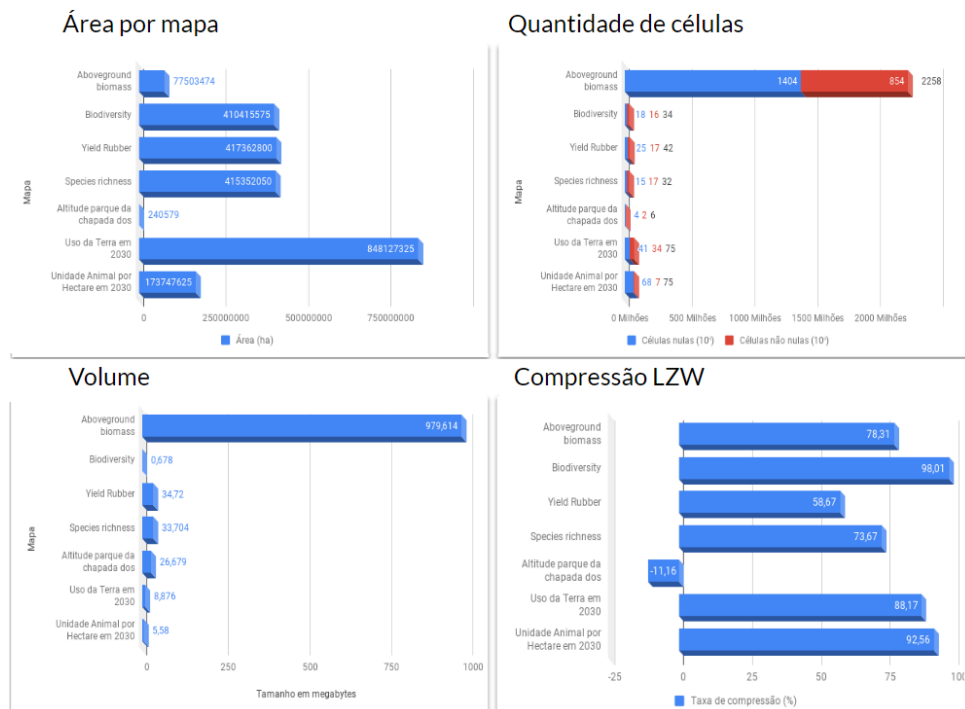 Área por mapa
Aboveground
biomass
77503474
Biodiversity
410415575
Yield Rubber
417362800
Species richness
415352050
Altitude parque da
chapada dos
240579
Uso da Terra em
2030
848127325
Unidade Animal por
Hectare em 2030
173747625
Mapa
0
250000000
500000000
750000000
Área (ha)
Quantidade de células
Aboveground
biomass
1404
854
2258
Biodiversity
18 16 34
Yield Rubber
25 17 42
Species richness
15 17 32
Altitude parque da
chapada dos
4 2 6
Uso da Terra em
2030
41 34 75
Unidade Animal por
Hectare em 2030
68 7 75
Mapa
0 Milhões
500 Milhões
1000 Milhões
1500 Milhões
2000 Milhões
Células nulas
Células não nulas
Volume
Aboveground
biomass
979,614
Biodiversity
0,678
Yield Rubber
34,72
Species richness
33,704
Altitude parque da
chapada dos
26,679
Uso da Terra em
2030
8,876
Unidade Animal por
Hectare em 2030
5,58
Mapa
0
250
500
750
1000
Tamanho em megabytes
Compressão LZW
Aboveground
biomass
78,31
Biodiversity
98,01
Yield Rubber
58,67
Species richness
73,67
Altitude parque da
chapada dos
-11,16
Uso da Terra em
2030
88,17
Unidade Animal por
Hectare em 2030
92,56
-25
0
25
50
75
100
Taxa de compressão (%)